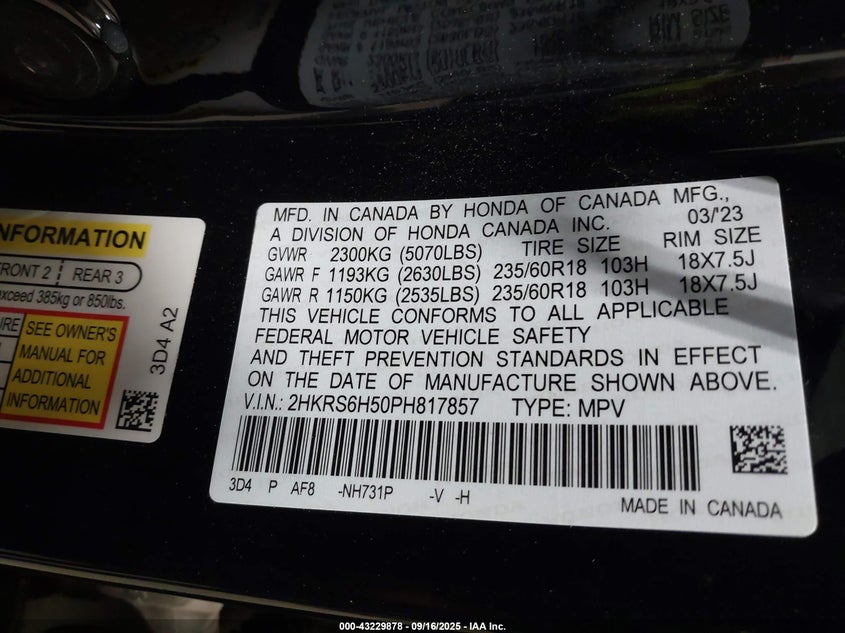 NFORMATION
FRONT 2 REAR 3
exceed 385kg or 850lbs.
SEE OWNER'S
MANUAL FOR
ADDITIONAL
INFORMATION
3D4 A2
MFD. IN CANADA BY HONDA OF CANADA MFG.,
A DIVISION OF HONDA CANADA INC. 03/'23
GVWR 2300KG (5070LBS) TIRE SIZE RIM SIZE
GAWR F 1193KG (2630LBS) 235/60R18 103H 18X7.5J
GAWR R 1150KG (2535LBS) 235/60R18 103H 18X7.5J
THIS VEHICLE CONFORMS TO ALL APPLICABLE
FEDERAL MOTOR VEHICLE SAFETY
AND THEFT PREVENTION STANDARDS IN EFFECT
ON THE DATE OF MANUFACTURE SHOWN ABOVE.
V.I.N.: 2HKRS6H50PH817857 TYPE: MPV
3D4 P AF8 -NH731P -V -H
MADE IN CANADA
000-43229878 - 09/16/2025 - IAA Inc.